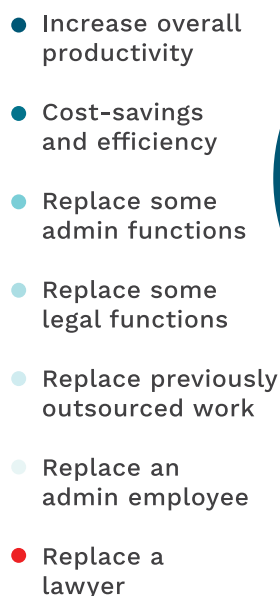 Increase overall
productivity
Cost-savings
and efficiency
Replace some
admin functions
Replace some
legal functions
Replace previously
outsourced work
Replace an
admin employee
Replace a
lawyer